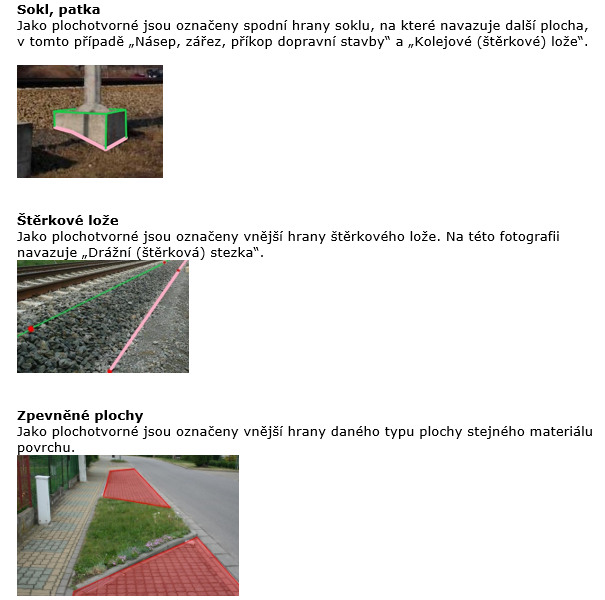 Sokl, patka
Jako plochotvorné jsou označeny spodní hrany soklu, na které navazuje další plocha,
v tomto případě „Násep, zářez, příkop dopravní stavby“ a „Kolejové (štěrkové) lože“.
Štěrkové lože
Jako plochotvorné jsou označeny vnější hrany štěrkového lože. Na této fotografii
navazuje „Drážní (štěrková) stezka“.
Zpevněné plochy
Jako plochotvorné jsou označeny vnější hrany daného typu plochy stejného materiálu
povrchu.